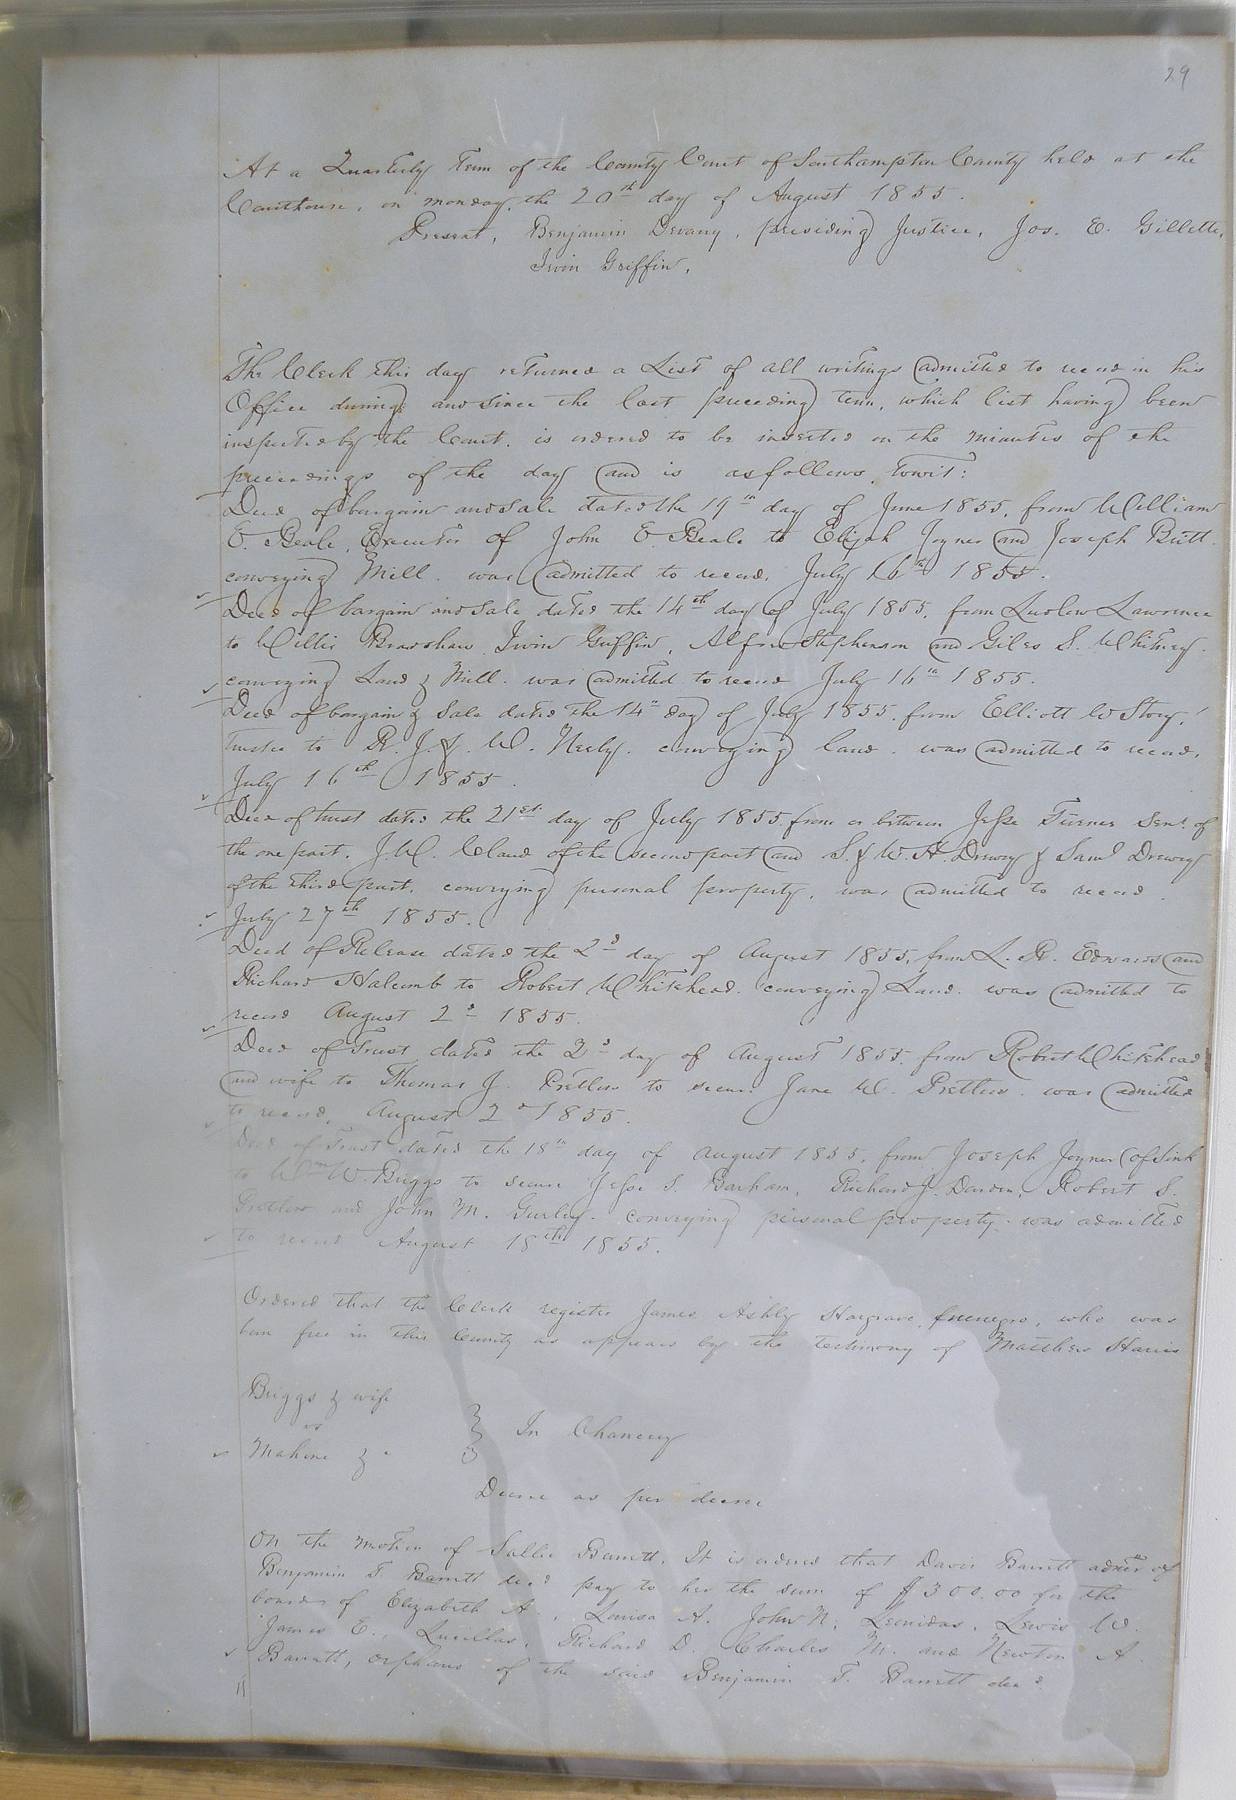 29
At a Quarterly Term of the County Court of Southampton County held at the
Courthouse, on monday, the 20th day of August 1855.
Present, Benjamin Devany, presiding Justice, Jos. E. Gillette,
Irvin Griffin,
The Clerk this day returned a List of all writings admitted to record in his
Office during and since the last preceding term, which list having been
inspected by the Court, is ordered to be inserted on the minutes of the
proceedings of the day and is as follows, towit:
Deed of bargain and sale dated the 19th day of June 1855, from William
E. Beale, Executor of John E. Beale to Elijah Joyner and Joseph Britt
conveying Mill. was admitted to record, July 16th 1855.
Deed of bargain and sale dated the 14th day of July 1855, from Ludlow Lawrence
to Willis Bradshaw, Irvin Griffin, Alfred Stephenson and Giles S. Whitney.
conveying Land & Mill. was admitted to record July 16th 1855.
Deed of bargain & Sale dated the 14th day of July 1855, from Elliott W Story,
Trustee to R. J. & W. Neely. conveying land. was admitted to record,
July 16th 1855.
Deed of trust dated the 21st day of July 1855, from or between Jesse Turner Senr. of
the one part, J. W. Claud of the second part and S. & W. H. Drewry & Saml Drewry
of the third part, conveying personal property, was admitted to record
July 27th 1855.
Deed of Release dated the 2d day of August 1855, from L. R. Edwards and
Richard Halcomb to Robert Whitehead. conveying Land. was admitted to
record August 2d 1855.
Deed of Trust dated the 2d day of August 1855, from Robert Whitehead
and wife to Thomas J. Pretlow to secure Jane W. Pretlow. was admitted
to record, August 2d 1855.
Deed of Trust dated the 18th day of August 1855, from Joseph Joyner (of Sink
to Wm W. Briggs to secure Jesse S. Barham, Richard J. Darden, Robert S.
Pretlow and John M. Gurley. conveying personal property. was admitted
to record August 18th 1855.
Ordered that the Clerk register James Ashly Hargrave, free negro, who was
born free in this County as appears by the testimony of Matthew Harris
Briggs & wife
vs
Mahone & c
In Chancery
Decree as per decree
On the motion of Sallie Barrett, It is ordered that Davis Barrett admr of
Benjamin T Barrett decd pay to her the sum of $300.00 for the
board of Elizabeth A., Louisa A. John N, Leonidas, Lewis W.
James E., Lucillas, Richard D. Charles M. and Newton A
Barrett, orphans of the said Benjamin T. Barrett decd.